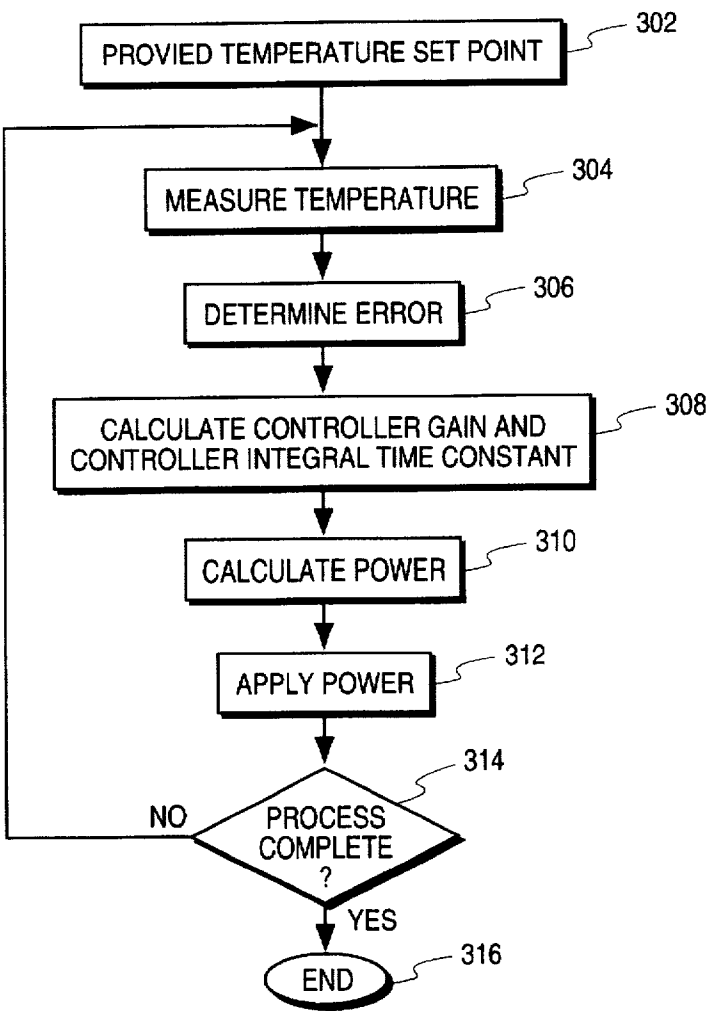 302
PROVIED TEMPERATURE SET POINT
304
MEASURE TEMPERATURE
306
DETERMINE ERROR
308
CALCULATE CONTROLLER GAIN AND
CONTROLLER INTEGRAL TIME CONSTANT
310
CALCULATE POWER
312
APPLY POWER
314
NO
PROCESS
COMPLETE
?
YES
316
END